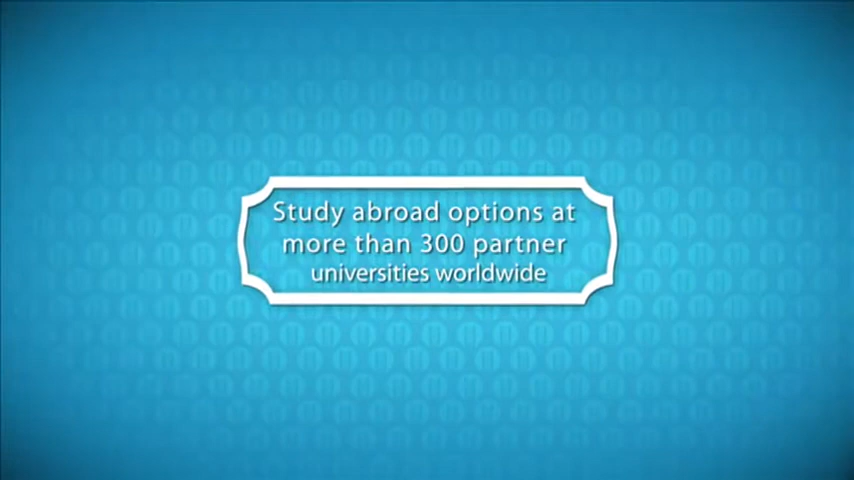 Study abroad options at
more than 300 partner
universities worldwide